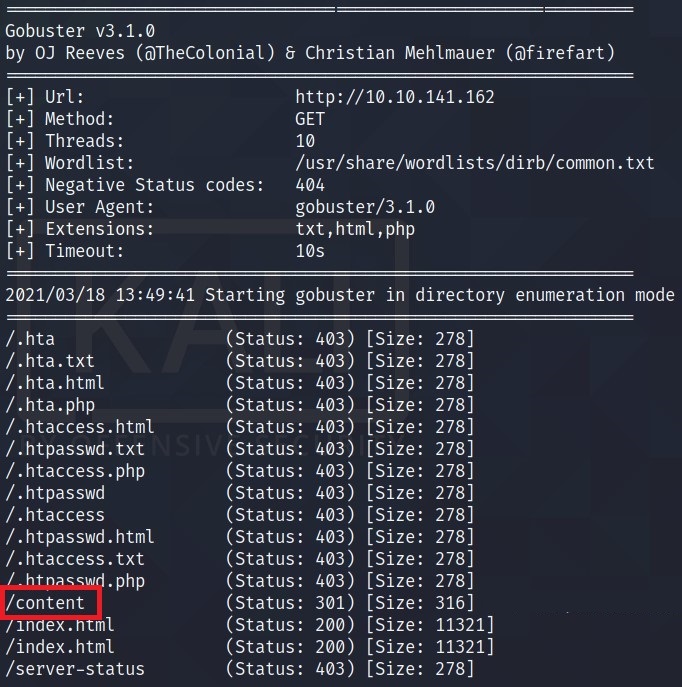 Gobuster v3.1.0
by OJ Reeves (@TheColonial) & Christian Mehlmauer (@firefart)
[+] Url: http://10.10.141.162
[+] Method: GET
[+] Threads: 10
[+] Wordlist: /usr/share/wordlists/dirb/common.txt
[+] Negative Status codes: 404
[+] User Agent: gobuster/3.1.0
[+] Extensions: txt,html,php
[+] Timeout: 10s
2021/03/18 13:49:41 Starting gobuster in directory enumeration mode
/.hta (Status: 403) [Size: 278]
/.hta.txt (Status: 403) [Size: 278]
/.hta.html (Status: 403) [Size: 278]
/.hta.php (Status: 403) [Size: 278]
/.htaccess.html (Status: 403) [Size: 278]
/.htpasswd.txt (Status: 403) [Size: 278]
/.htaccess.php (Status: 403) [Size: 278]
/.htpasswd (Status: 403) [Size: 278]
/.htaccess (Status: 403) [Size: 278]
/.htpasswd.html (Status: 403) [Size: 278]
/.htaccess.txt (Status: 403) [Size: 278]
/.htpasswd.php (Status: 403) [Size: 278]
/content (Status: 301) [Size: 316]
/index.html (Status: 200) [Size: 11321]
/index.html (Status: 200) [Size: 11321]
/server-status (Status: 403) [Size: 278]
KALI
BY OFFENSIVE SECURITY